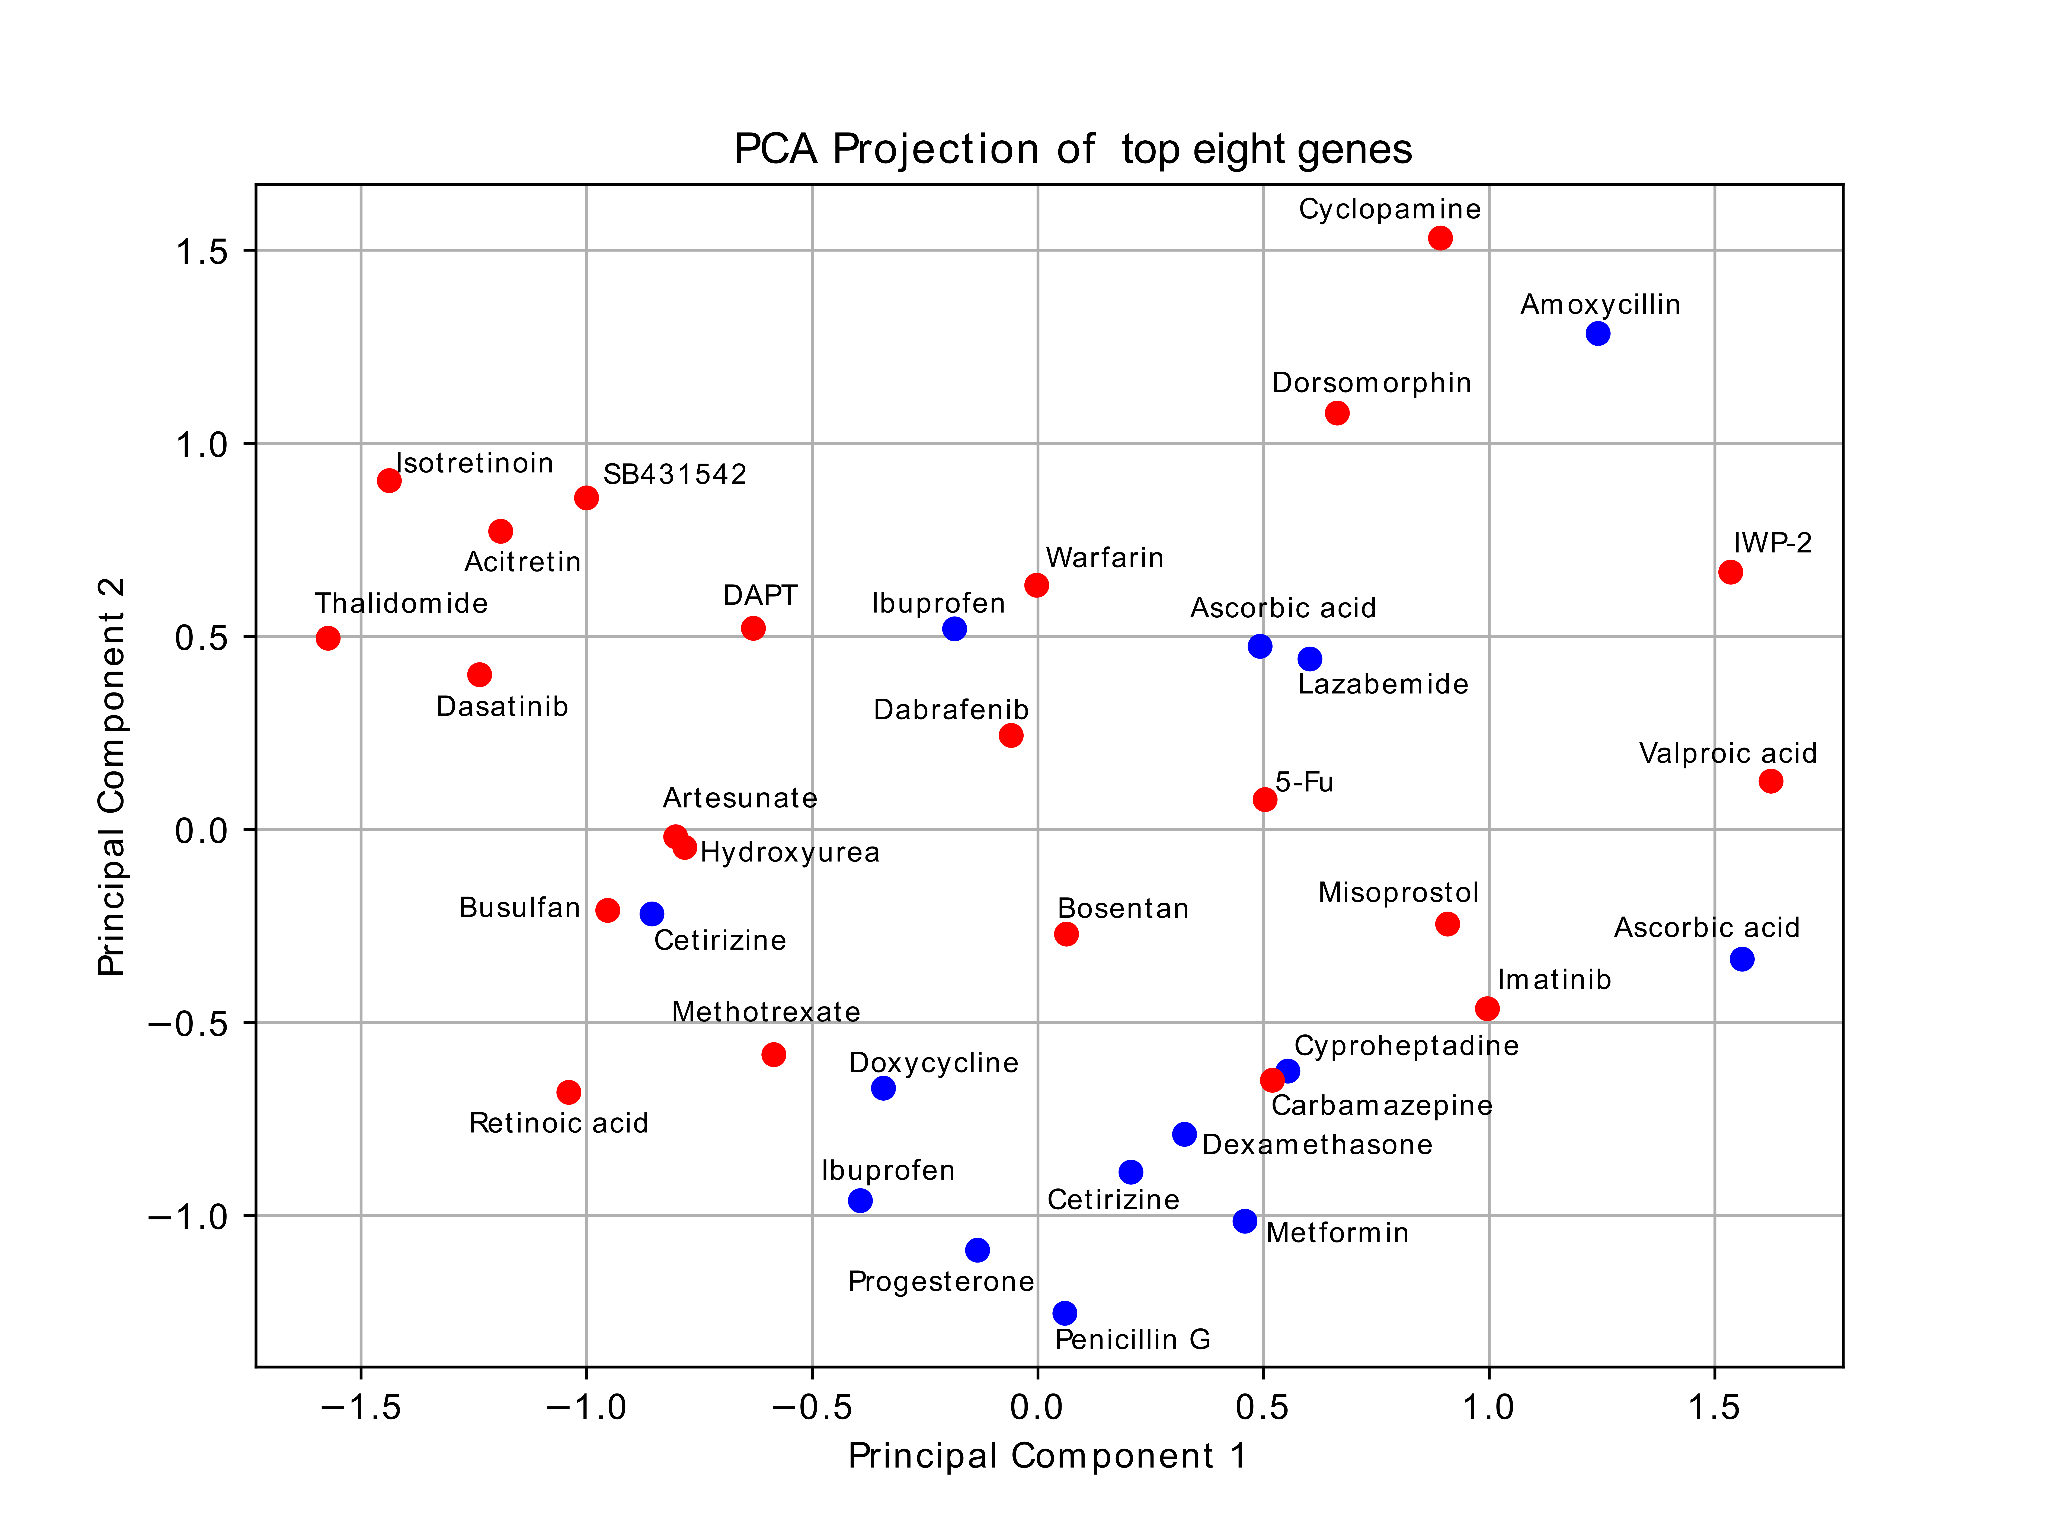 PCA Projection of  top eight genes
Cyclopamine
Amoxycillin
Dorsomorphin
Isotretinoin
SB431542
Acitretin
IWP-2
Warfarin
Thalidomide
DAPT
Ibuprofen
Ascorbic acid
Lazabemide
Dasatinib
Dabrafenib
Valproic acid
5-Fu
Artesunate
Hydroxyurea
Misoprostol
Busulfan
Bosentan
Cetirizine
Ascorbic acid
Imatinib
Methotrexate
Cyproheptadine
Doxycycline
Carbamazepine
Retinoic acid
Dexamethasone
Ibuprofen
Cetirizine
Metformin
Progesterone
Penicillin G
1.5
1.0
0.5
0.0
−0.5
−1.0
Principal Component 2
−1.5 −1.0 −0.5 0.0 0.5 1.0 1.5
Principal Component 1